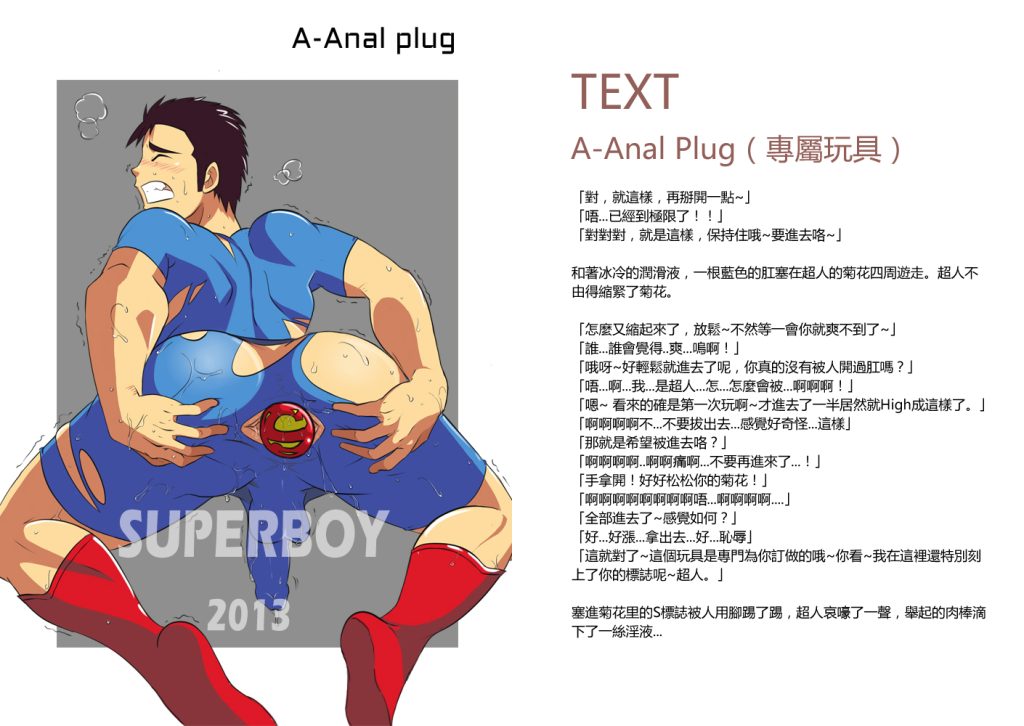 A-Anal plug
SUPERBOY
2013
TEXT
A-Anal Plug（專屬玩具）
「對，就這樣，再掰開一點~」
「唔...已經到極限了！！」
「對對對，就是這樣，保持住哦~要進去咯~」
和著冰冷的潤滑液，一根藍色的肛塞在超人的菊花四周遊走。超人不
由得縮緊了菊花。
「怎麼又縮起來了，放鬆~不然等一會你就爽不到了~」
「誰...誰會覺得..爽...嗚啊！」
「哦呀~好輕鬆就進去了呢，你真的沒有被人開過肛嗎？」
「唔...啊...我...是超人...怎...怎麼會被...啊啊啊！」
「嗯~ 看來的確是第一次玩啊~才進去了一半居然就High成這樣了。」
「啊啊啊啊不...不要拔出去...感覺好奇怪...這樣」
「那就是希望被進去咯？」
「啊啊啊啊..啊啊痛啊...不要再進來了...！」
「手拿開！好好松松你的菊花！」
「啊啊啊啊啊啊啊啊啊唔...啊啊啊啊....」
「全部進去了~感覺如何？」
「好...好漲...拿出去...好...恥辱」
「這就對了~這個玩具是專門為你訂做的哦~你看~我在這裡還特別刻
上了你的標誌呢~超人。」
塞進菊花里的S標誌被人用腳踢了踢，超人哀嚎了一聲，舉起的肉棒滴
下了一絲淫液...